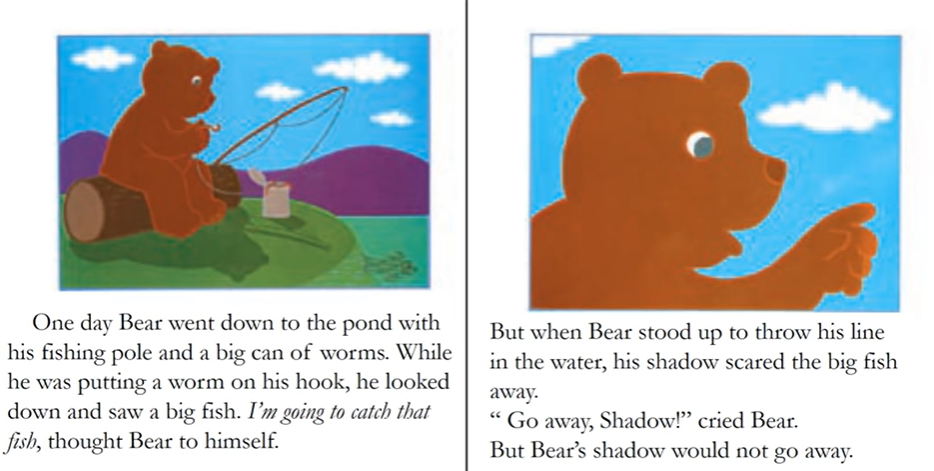 One day Bear went down to the pond with
his fishing pole and a big can of worms. While
he was putting a worm on his hook, he looked
down and saw a big fish. I'm going to catch that
fish, thought Bear to himself.
But when Bear stood up to throw his line
in the water, his shadow scared the big fish
away.
“ Go away, Shadow!” cried Bear.
But Bear’s shadow would not go away.